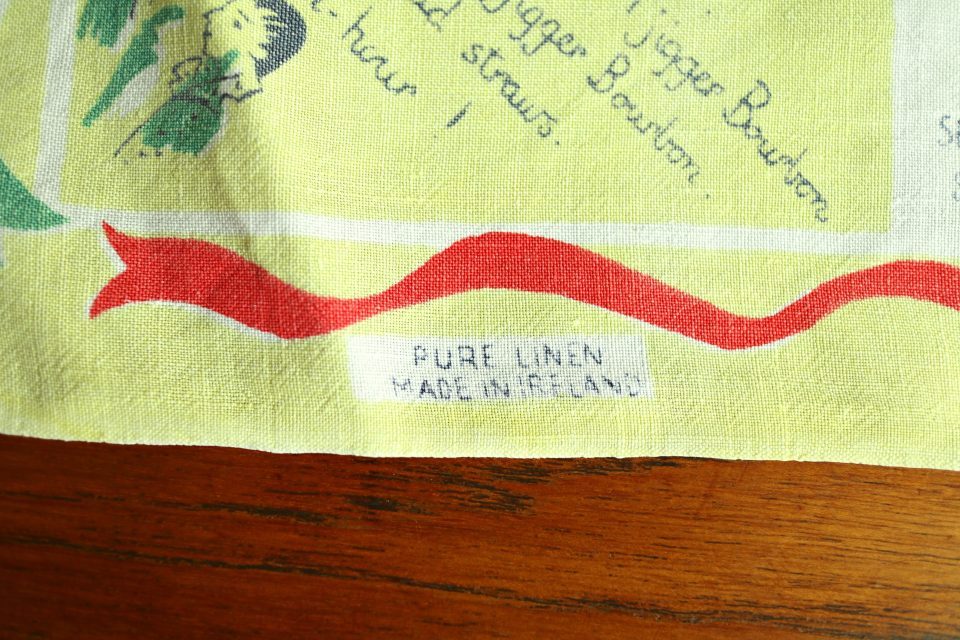 jigger Bourbon
jigger Bourbon.
straws.
hour!
PURE LINEN
MADE IN IRELAND